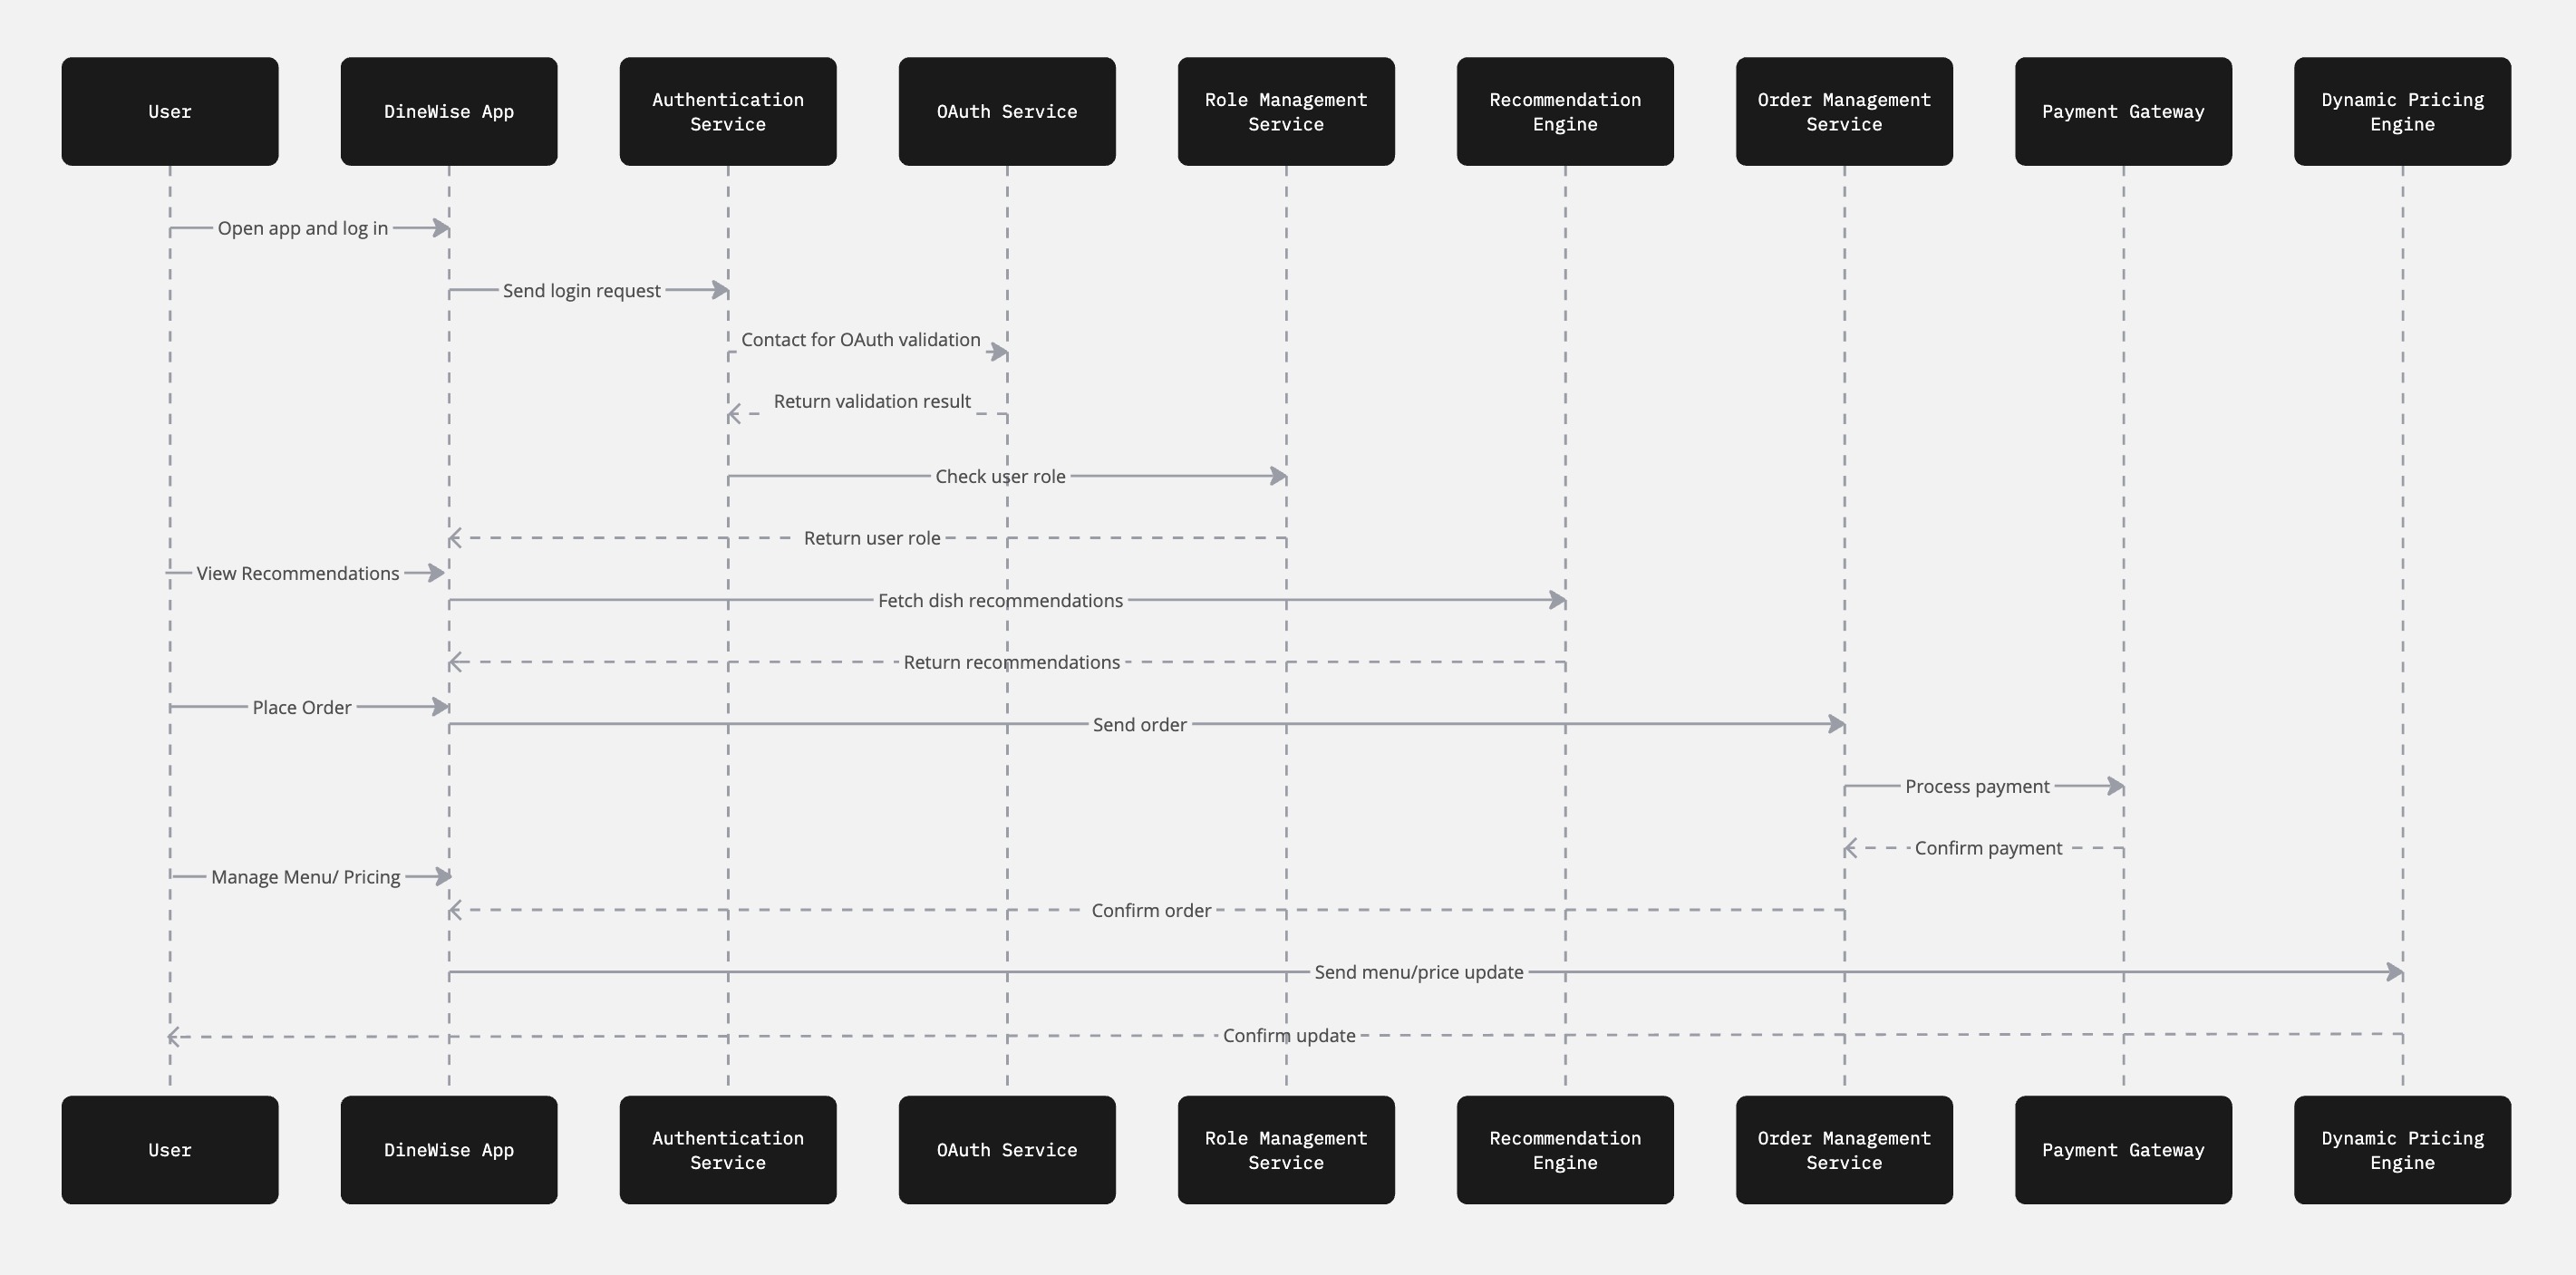 User
DineWise App
Authentication
Service
OAuth Service
Role Management
Service
Recommendation
Engine
Order Management
Service
Payment Gateway
Dynamic Pricing
Engine
Open app and log in
Send login request
Contact for OAuth validation
Return validation result
Check user role
Return user role
View Recommendations
Fetch dish recommendations
Return recommendations
Place Order
Send order
Process payment
Confirm payment
Manage Menu/ Pricing
Confirm order
Send menu/price update
Confirm update
User
DineWise App
Authentication
Service
OAuth Service
Role Management
Service
Recommendation
Engine
Order Management
Service
Payment Gateway
Dynamic Pricing
Engine